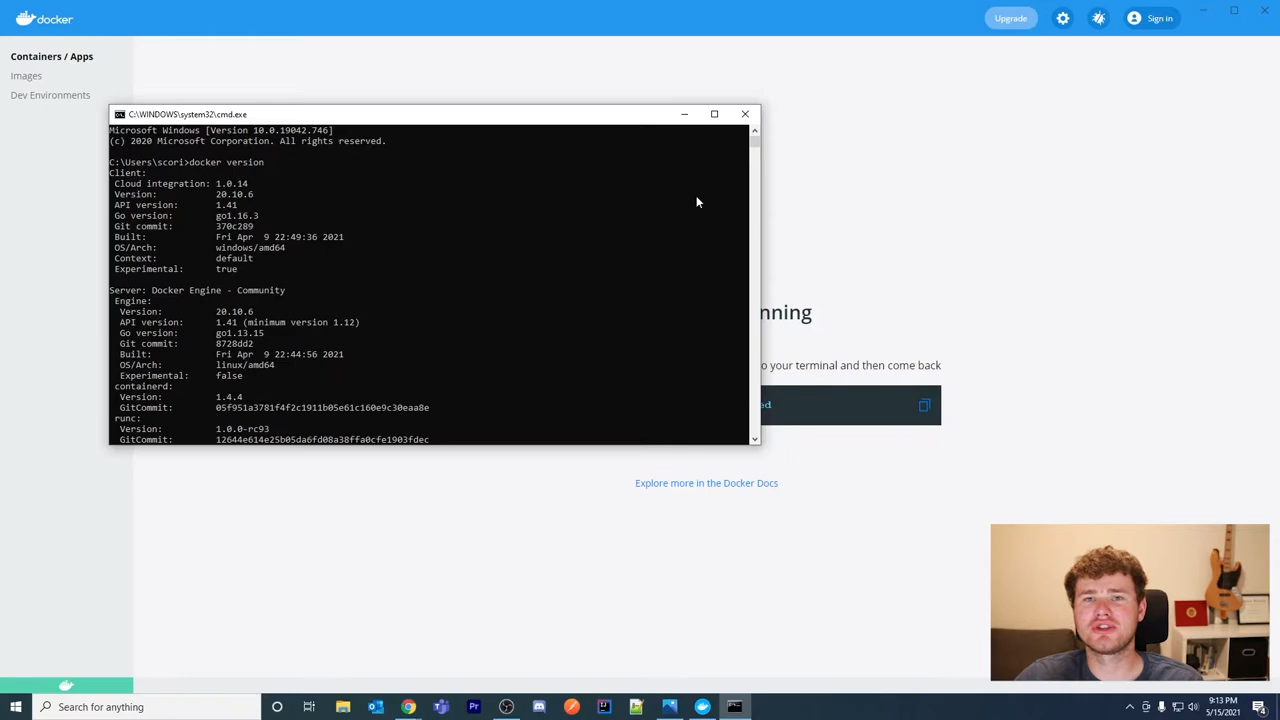 docker
Upgrade
Sign in
Containers / Apps
Images
Dev Environments
C:\WINDOWS\system32\cmd.exe
Microsoft Windows [Version 10.0.19042.746]
(c) 2020 Microsoft Corporation. All rights reserved.
C:\Users\scori>docker version
Client:
Cloud integration: 1.0.14
Version: 20.10.6
API version: 1.41
Go version: go1.16.3
Git commit: 370c289
Built: Fri Apr 9 22:49:36 2021
OS/Arch: windows/amd64
Context: default
Experimental: true
Server: Docker Engine - Community
Engine:
Version: 20.10.6
API version: 1.41 (minimum version 1.12)
Go version: go1.13.15
Git commit: 8728dd2
Built: Fri Apr 9 22:44:56 2021
OS/Arch: linux/amd64
Experimental: false
containerd:
Version: 1.4.4
GitCommit: 05f951a3781f4f2c1911b05e61c160e9c30eaa8e
runc:
Version: 1.0.0-rc93
GitCommit: 12644e614e25b05da6fd08a38ffa0cfe1903fdec
nning
o your terminal and then come back
ed
Explore more in the Docker Docs
Search for anything
9:13 PM
5/15/2021
4